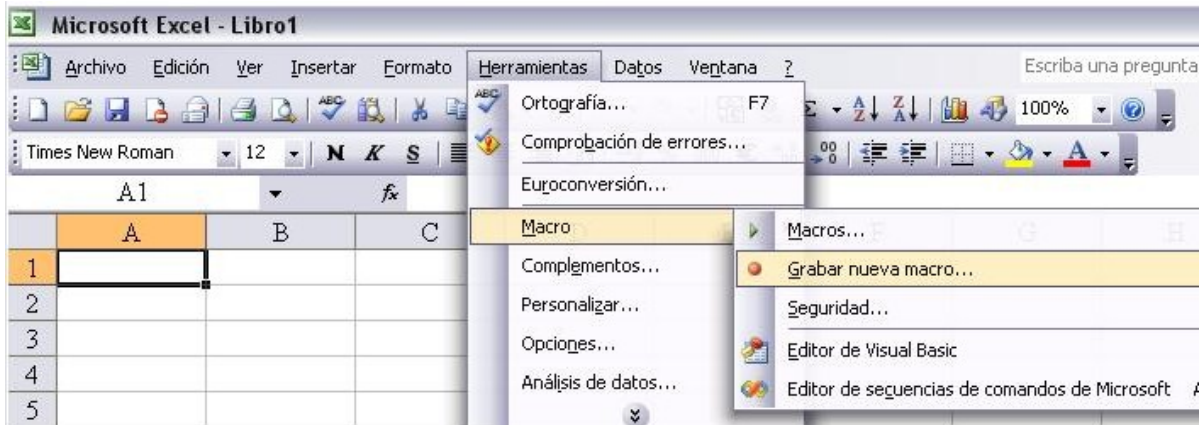 Microsoft Excel - Libro1
Archivo Edición Ver Insertar Formato Herramientas Datos Ventana ? Escriba una pregunta
100%
Times New Roman 12 N K S
A1 fx
A B C
1
2
3
4
5
Ortografía... F7
Comprobación de errores...
Euroconversión...
Macro
Complementos...
Personalizar...
Opciones...
Análisis de datos...
Macros...
Grabar nueva macro...
Seguridad...
Editor de Visual Basic
Editor de secuencias de comandos de Microsoft